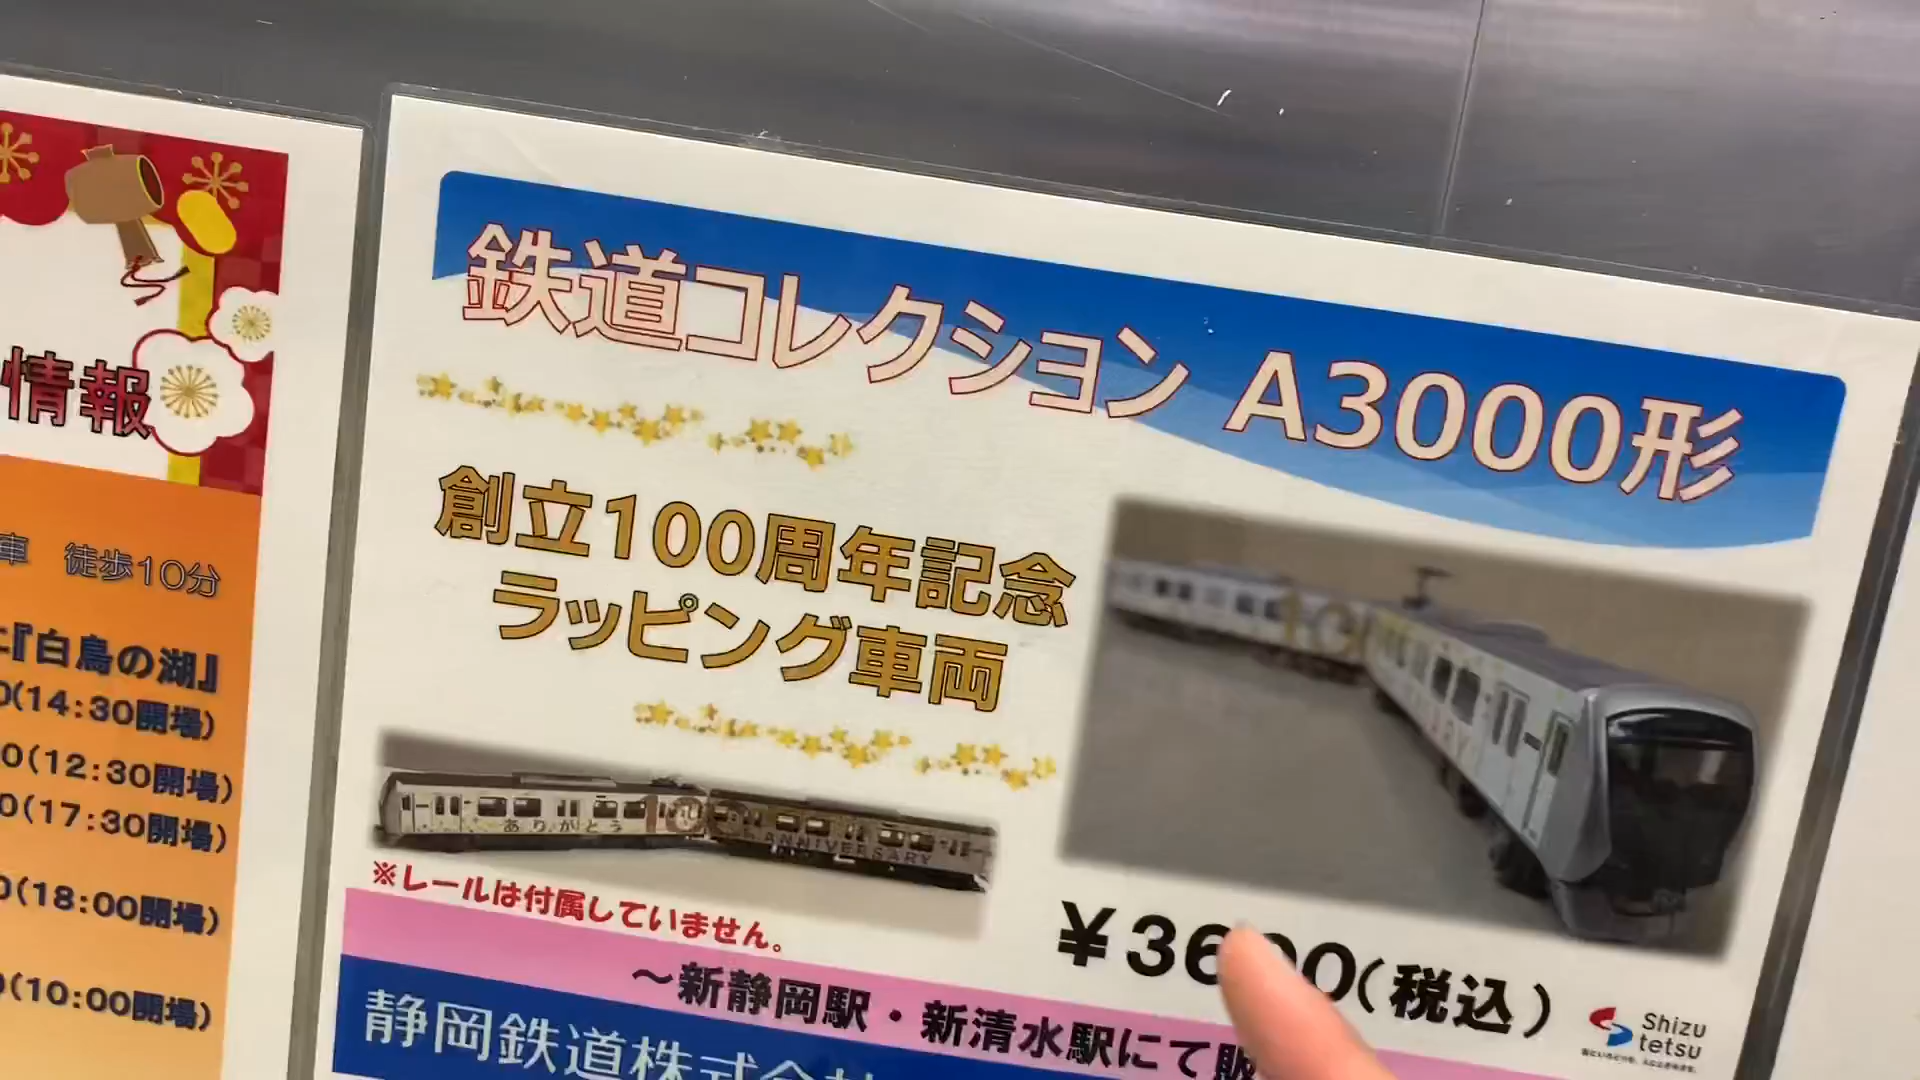 情報
車 徒歩10分
『白鳥の湖』
(14:30開場)
(12:30開場)
(17:30開場)
(18:00開場)
(10:00開場)
鉄道コレクション A3000形
創立100周年記念
ラッピング車両
ありがとう
ANNIVERSARY
※レールは付属していません。
(税込)
～新静岡駅・新清水駅にて販
静岡鉄道株式会社
Shizu
tetsu